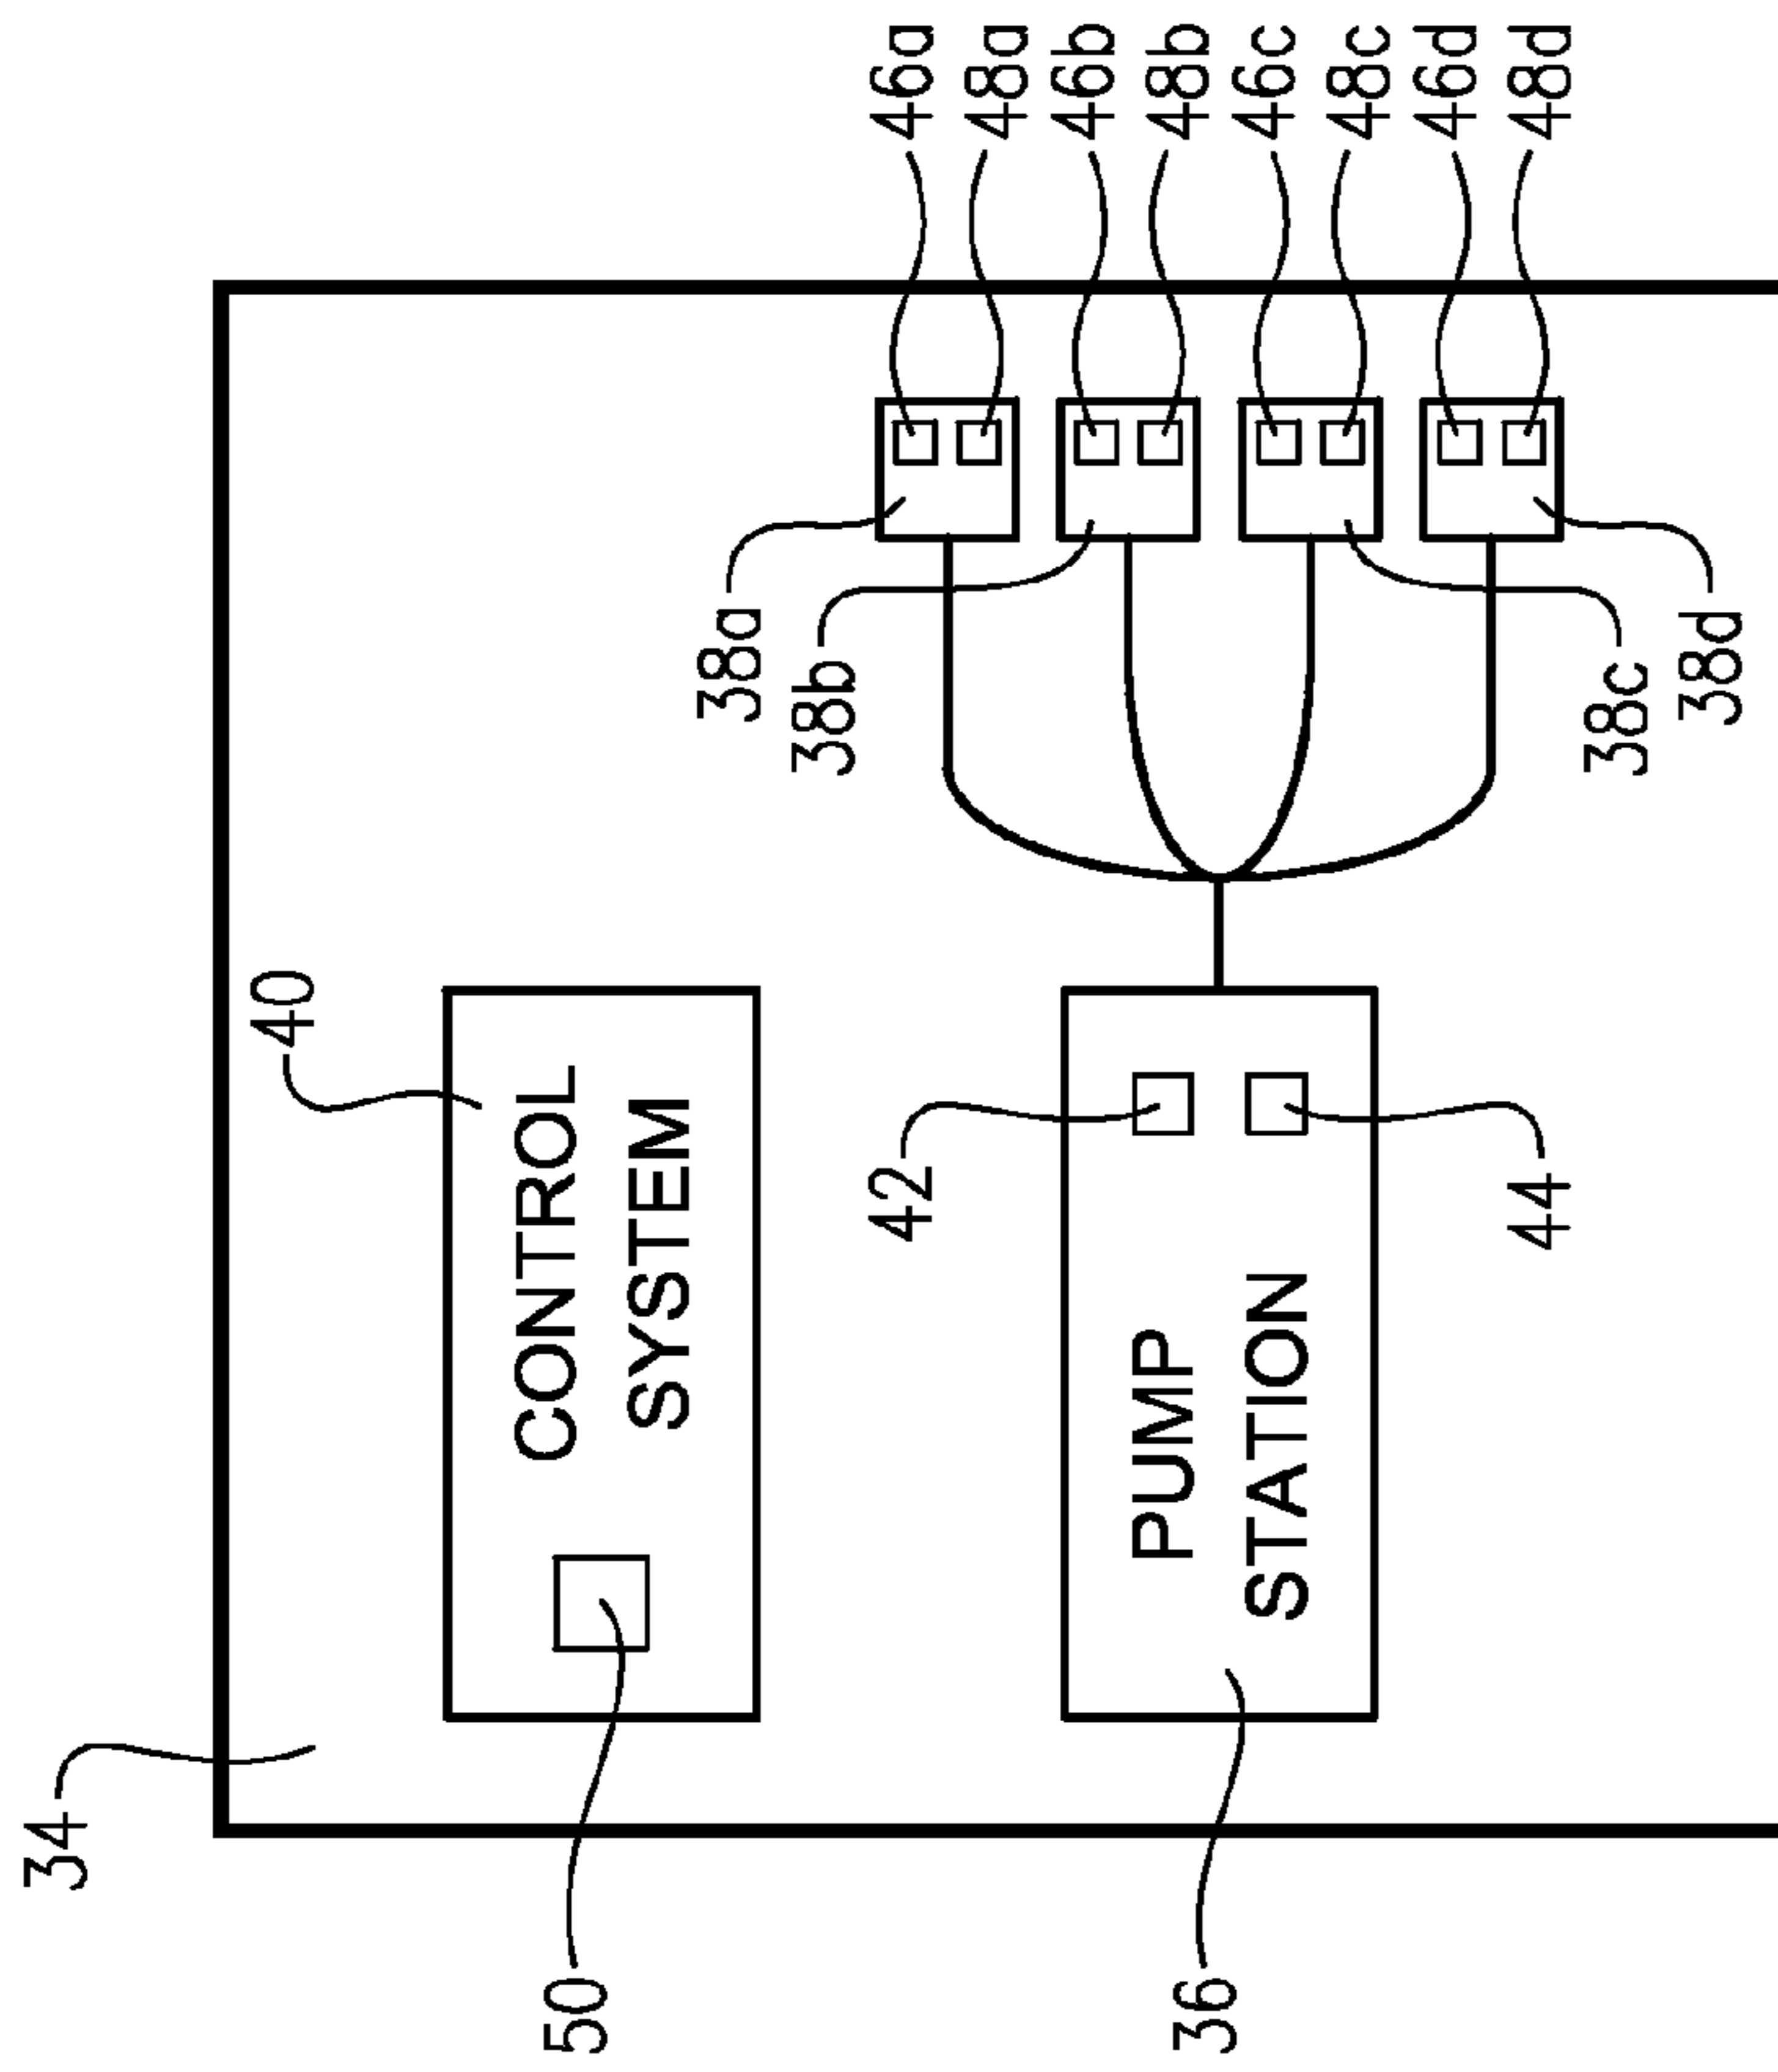 34
40
CONTROL
50
SYSTEM
38a
38b
42
46a
48a
46b
PUMP
48b
36
STATION
46c
48c
46d
44
48d
38c
38d